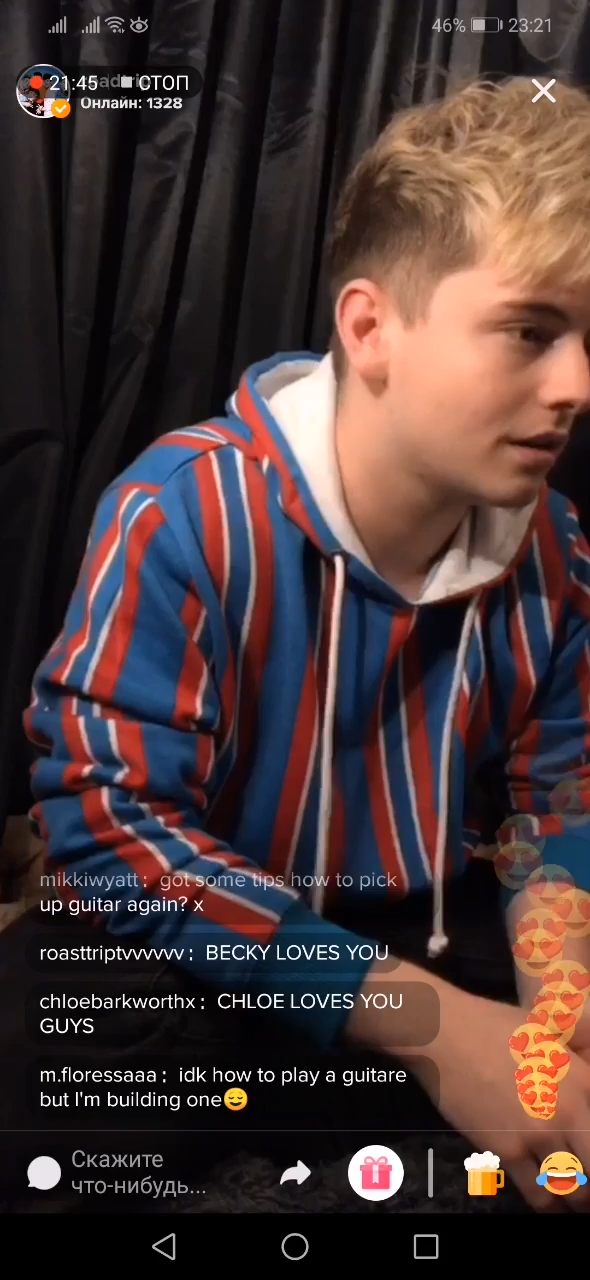 46% 23:21
21:45 СТОП
Онлайн: 1328
mikkiwyatt : got some tips how to pick
up guitar again? x
roasttriptvvvvvv : BECKY LOVES YOU
chloebarkworthx : CHLOE LOVES YOU
GUYS
m.floressaaa : idk how to play a guitare
but I'm building one😌
Скажите
что-нибудь...